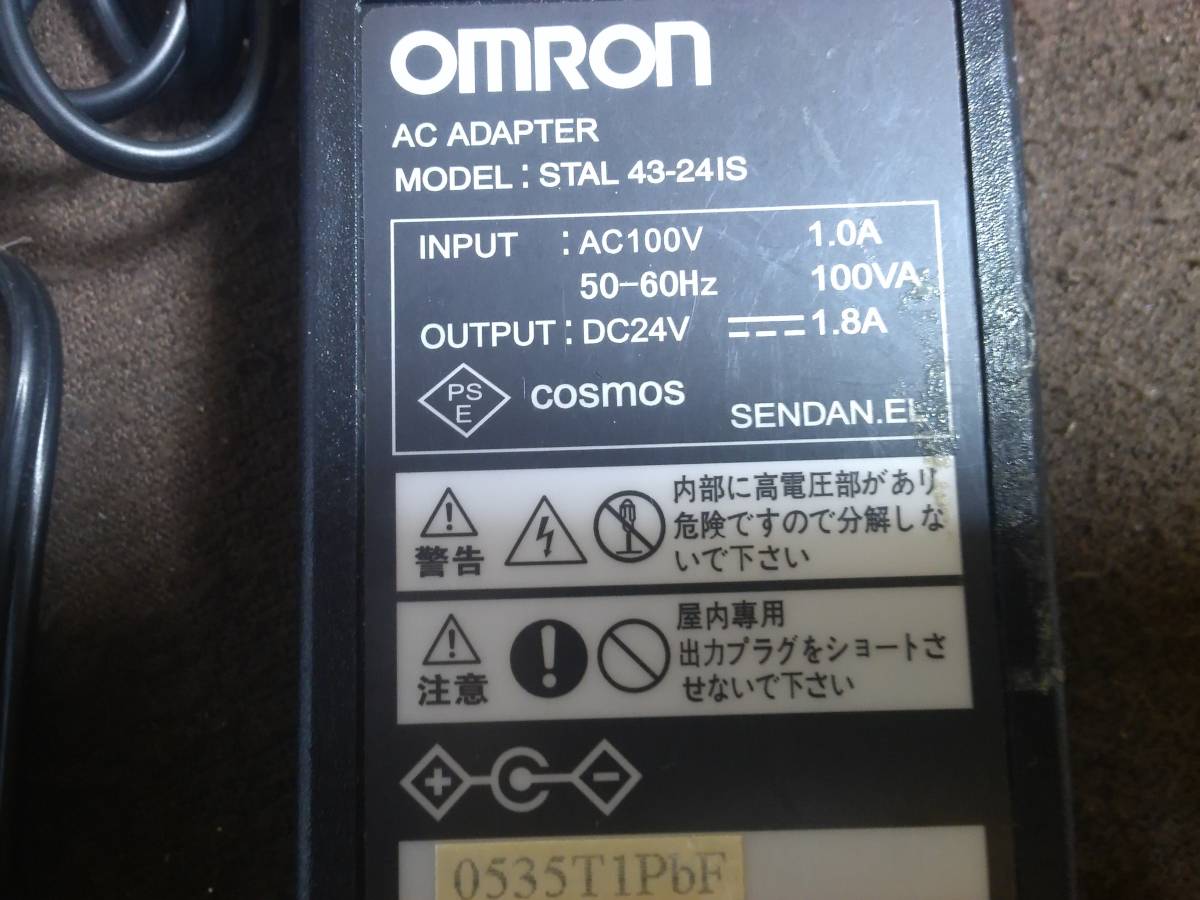 OMRON
AC ADAPTER
MODEL : STAL 43-24IS
INPUT : AC100V 1.0A
50-60Hz 100VA
OUTPUT : DC24V 1.8A
PS
E
cosmos
SENDAN.EL
内部に高電圧部があり
危険ですので分解しな
いで下さい
警告
屋内専用
出力プラグをショートさ
せないで下さい
注意
0535T1PbF